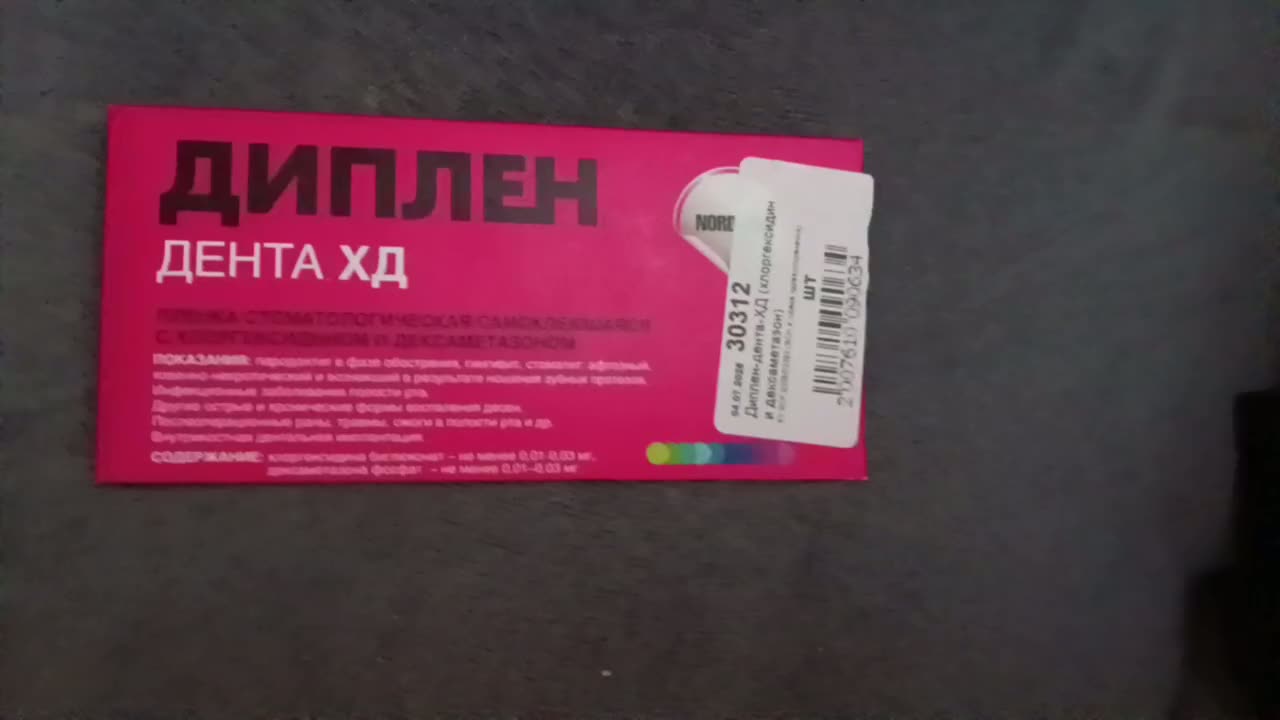 ДИПЛЕН
ДЕНТА ХД
ПЛЕНКА СТОМАТОЛОГИЧЕСКАЯ САМОКЛЕЯЩАЯСЯ
С ХЛОРГЕКСИДИНОМ И ДЕКСАМЕТАЗОНОМ
ПОКАЗАНИЯ: пародонтит в фазе обострения, гингивит, стоматит афтозный,
язвенно-некротический и возникший в результате ношения зубных протезов.
Инфекционные заболевания полости рта.
Другие острые и хронические формы воспаления десен.
Послеоперационные раны, травмы, ожоги в полости рта и др.
Внутрикостная дентальная имплантация.
СОДЕРЖАНИЕ: хлоргексидина биглюконат – не менее 0,01-0,03 мг,
дексаметазона фосфат – не менее 0,01-0,03 мг
NORD
30312
Диплен-дента-ХД (хлоргексидин
и дексаметазон)
шт
2007610 090634